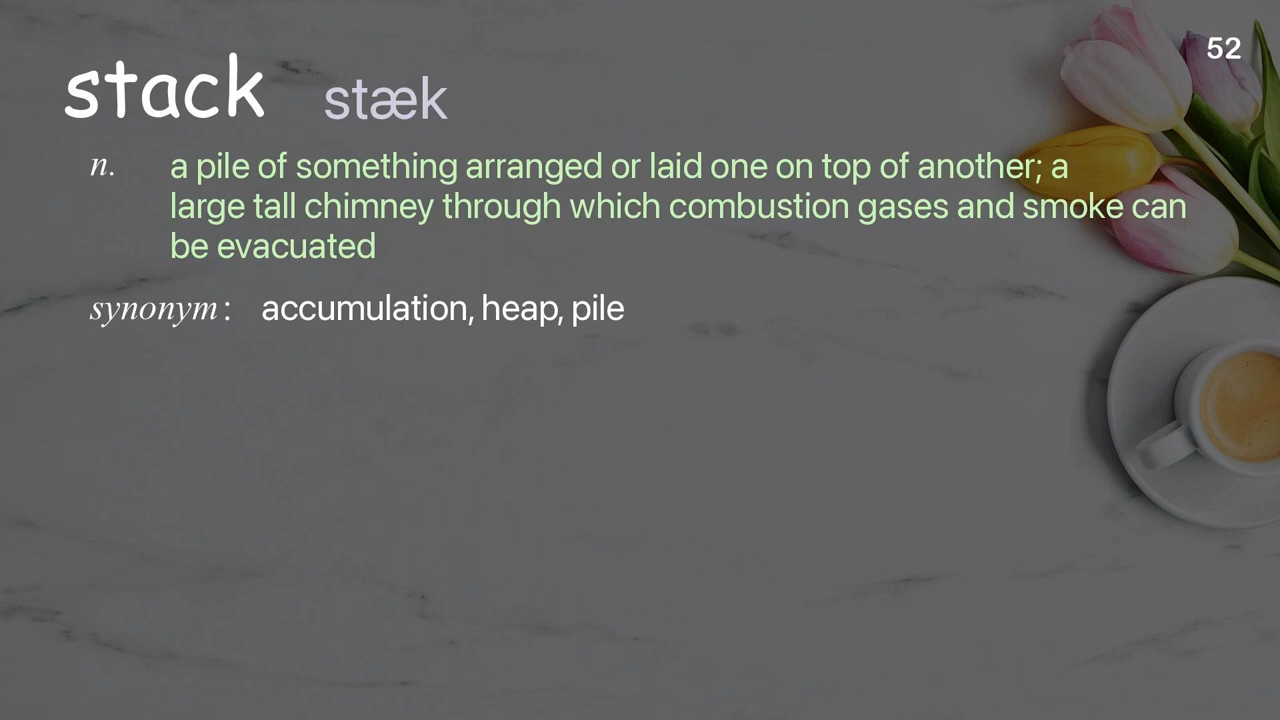 52
stack stæk
n. a pile of something arranged or laid one on top of another; a
large tall chimney through which combustion gases and smoke can
be evacuated
synonym: accumulation, heap, pile